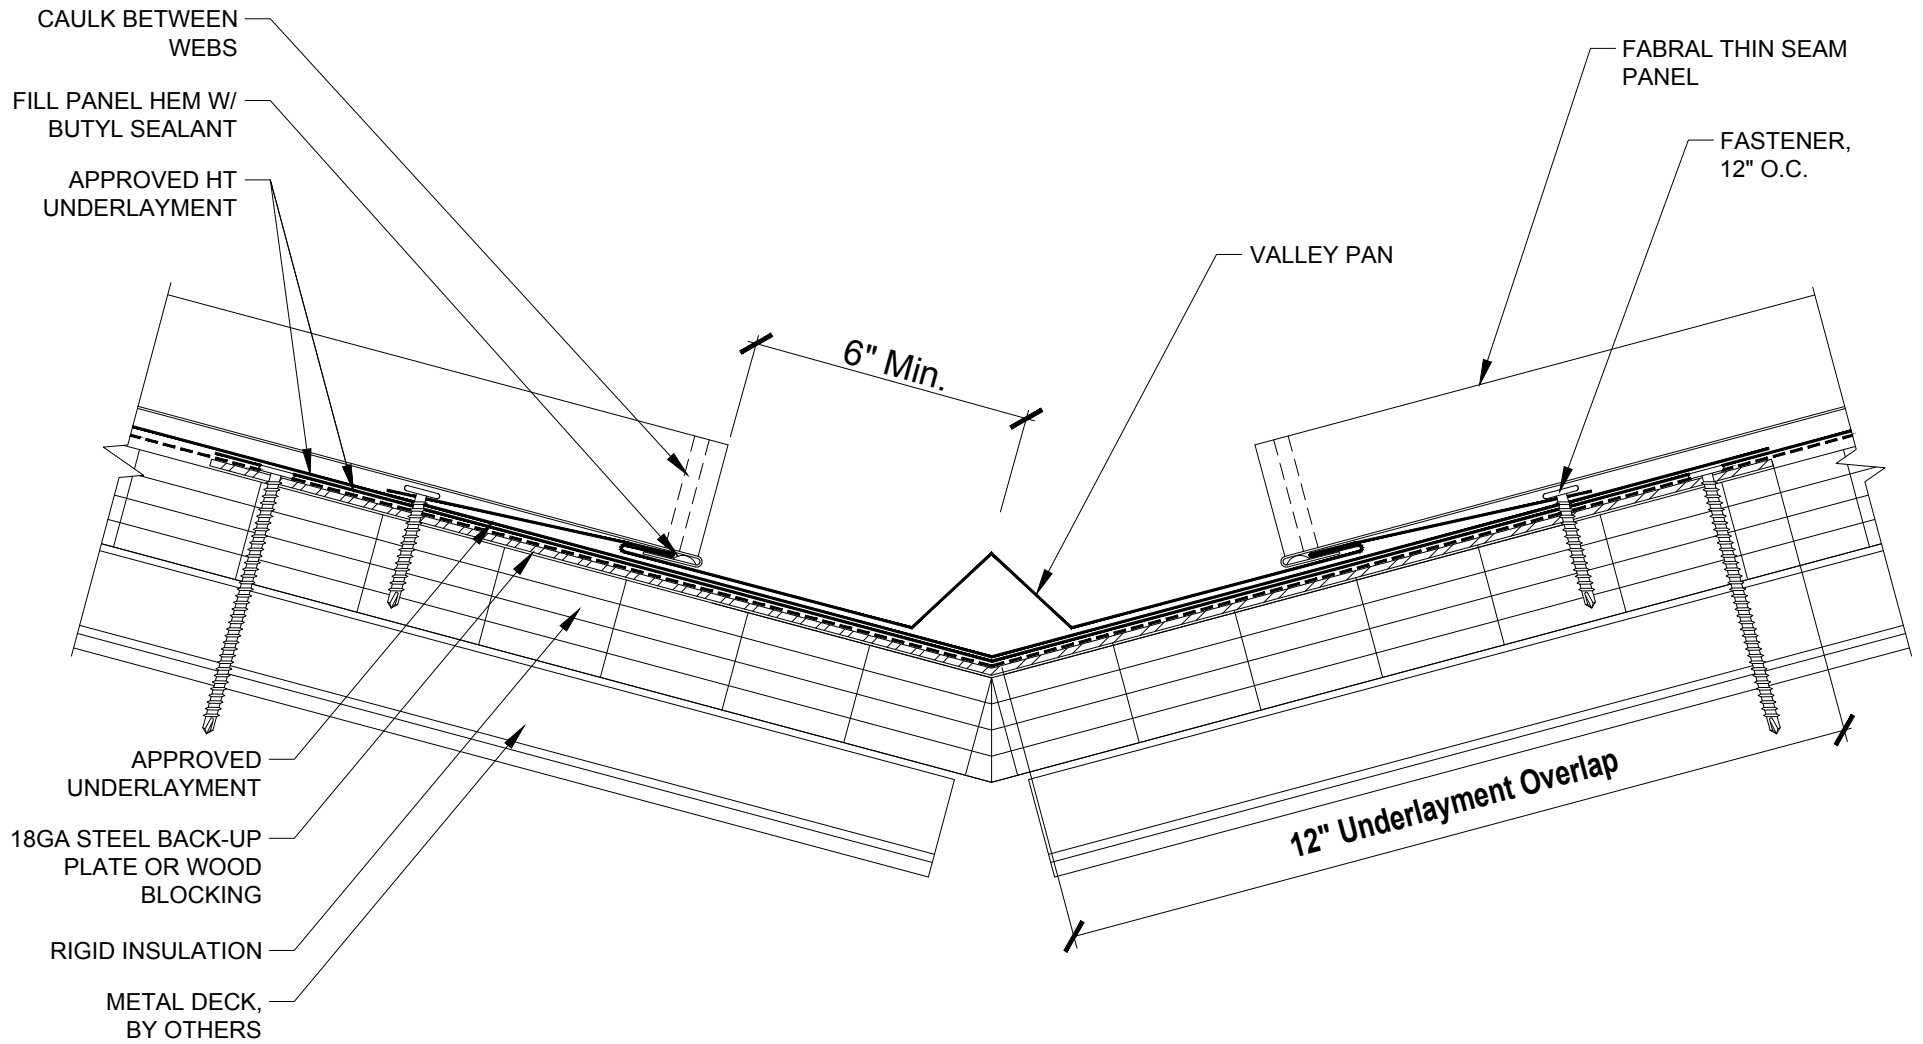 CAULK BETWEEN
WEBS
FILL PANEL HEM W/
BUTYL SEALANT
APPROVED HT
UNDERLAYMENT
FABRAL THIN SEAM
PANEL
FASTENER,
12" O.C.
VALLEY PAN
6" Min.
12" Underlayment Overlap
APPROVED
UNDERLAYMENT
18GA STEEL BACK-UP
PLATE OR WOOD
BLOCKING
RIGID INSULATION
METAL DECK,
BY OTHERS